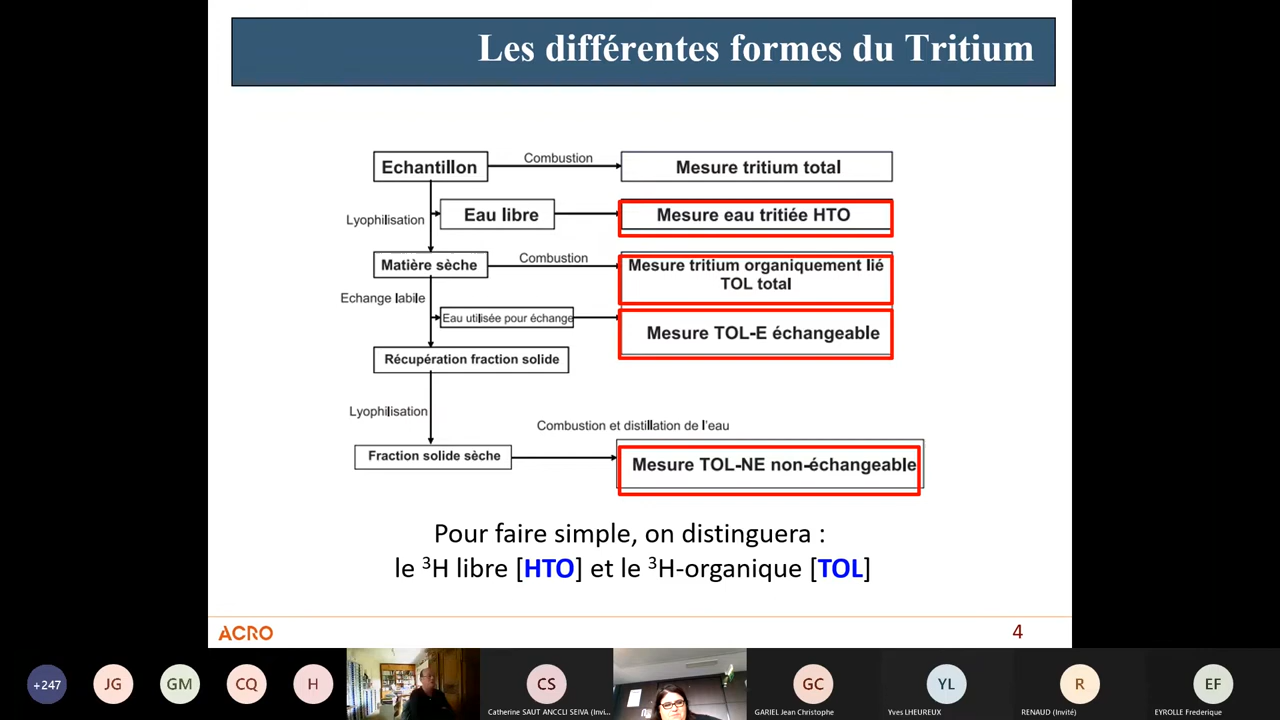 Les différentes formes du Tritium
Echantillon
Combustion
Mesure tritium total
Lyophilisation
Eau libre
Mesure eau tritiée HTO
Matière sèche
Combustion
Mesure tritium organiquement lié
TOL total
Echange labile
Eau utilisée pour échange
Mesure TOL-E échangeable
Récupération fraction solide
Lyophilisation
Combustion et distillation de l'eau
Fraction solide sèche
Mesure TOL-NE non-échangeable
Pour faire simple, on distinguera :
le ³H libre [HTO] et le ³H-organique [TOL]
ACRO
4
+247
JG
GM
CQ
H
CS
GC
YL
R
EF
Catherine SAUT ANCCLI SEIVA (Invi...
GARIEL Jean Christophe
Yves LHEUREUX
RENAUD (Invité)
EYROLLE Frederique